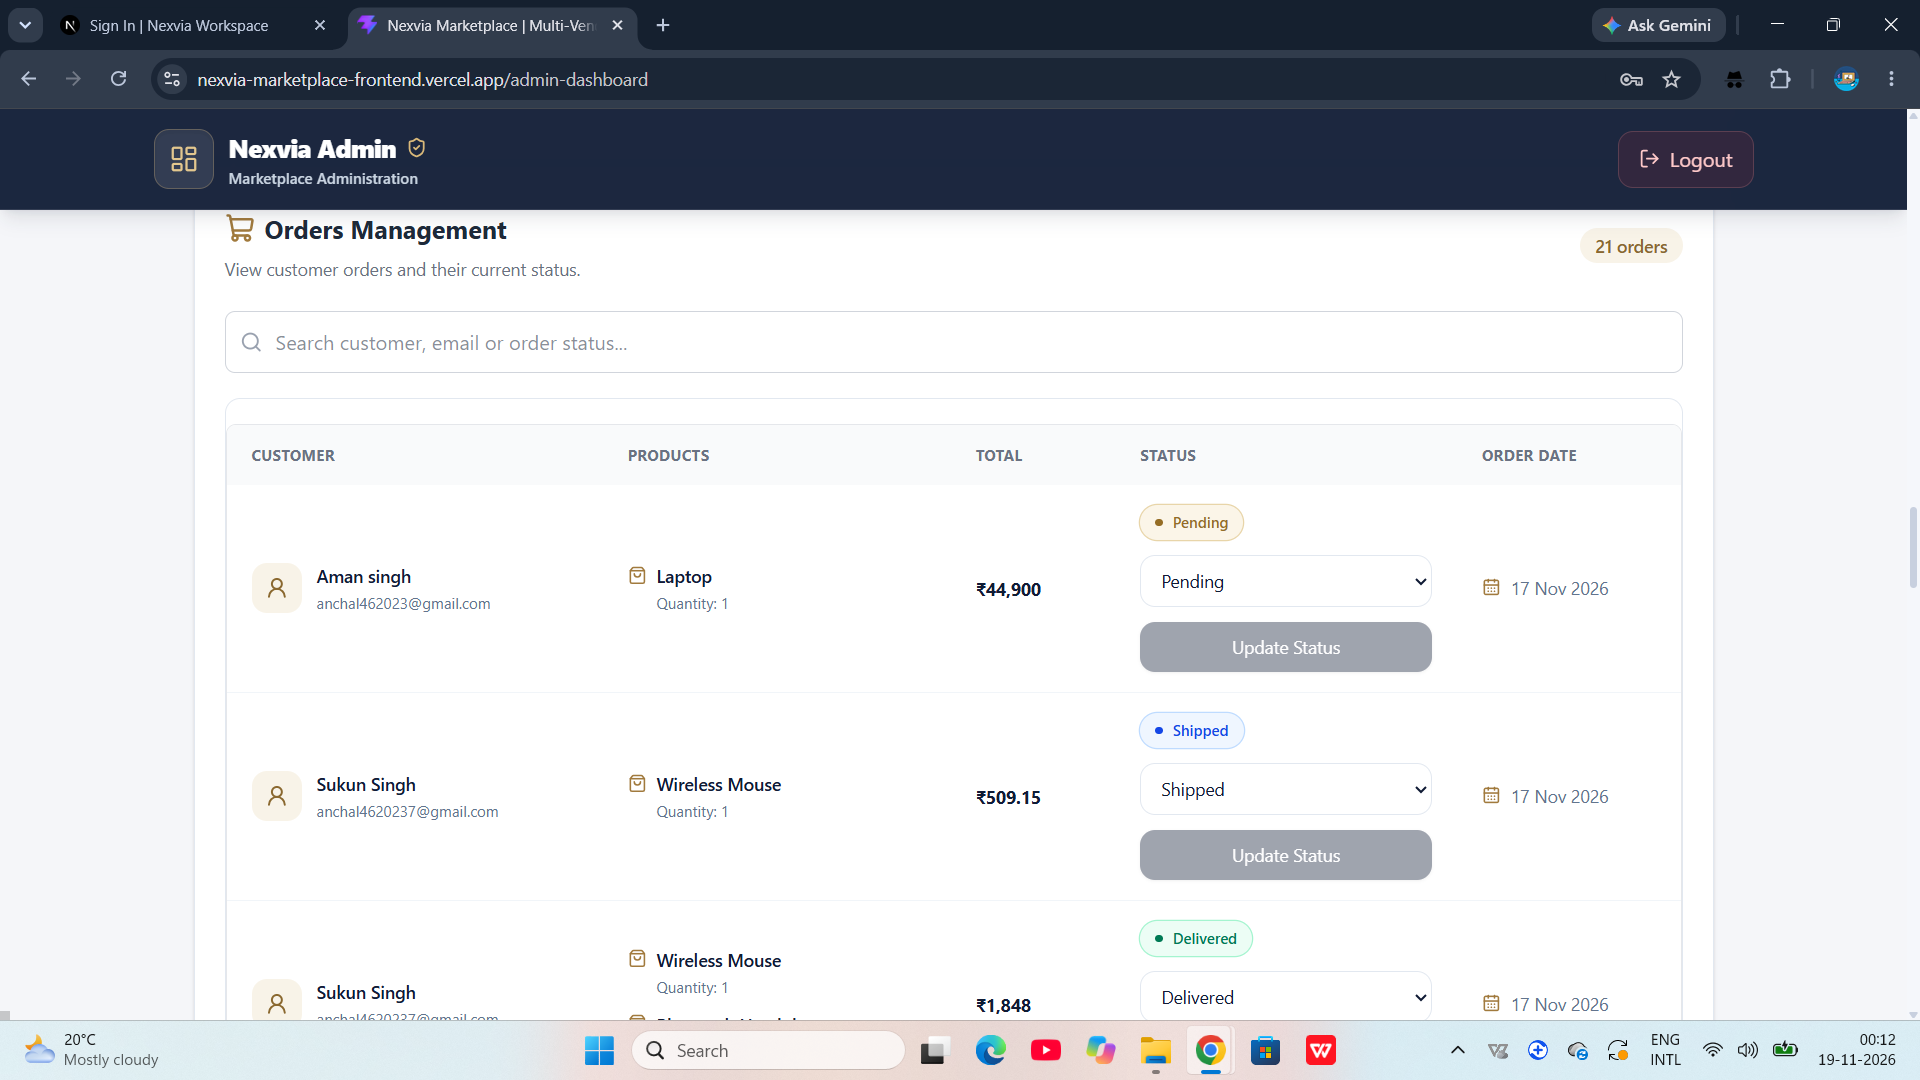 Sign In | Nexvia Workspace
Nexvia Marketplace | Multi-Ven
Ask Gemini
nexvia-marketplace-frontend.vercel.app/admin-dashboard
Nexvia Admin
Marketplace Administration
Logout
Orders Management
21 orders
View customer orders and their current status.
Search customer, email or order status...
CUSTOMER PRODUCTS TOTAL STATUS ORDER DATE
Pending
Aman singh
anchal462023@gmail.com
Laptop
Quantity: 1
₹44,900
Pending
17 Nov 2026
Update Status
Shipped
Sukun Singh
anchal4620237@gmail.com
Wireless Mouse
Quantity: 1
₹509.15
Shipped
17 Nov 2026
Update Status
Delivered
Sukun Singh
anchal4620237@gmail.com
Wireless Mouse
Quantity: 1
₹1,848
Delivered
17 Nov 2026
20°C
Mostly cloudy
Search
ENG
INTL
00:12
19-11-2026